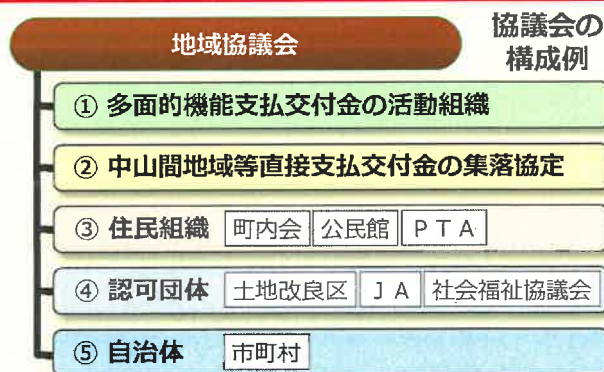 地域協議会
協議会の
構成例
① 多面的機能支払交付金の活動組織
② 中山間地域等直接支払交付金の集落協定
③ 住民組織 町内会 公民館 ＰＴＡ
④ 認可団体 土地改良区 ＪＡ 社会福祉協議会
⑤ 自治体 市町村